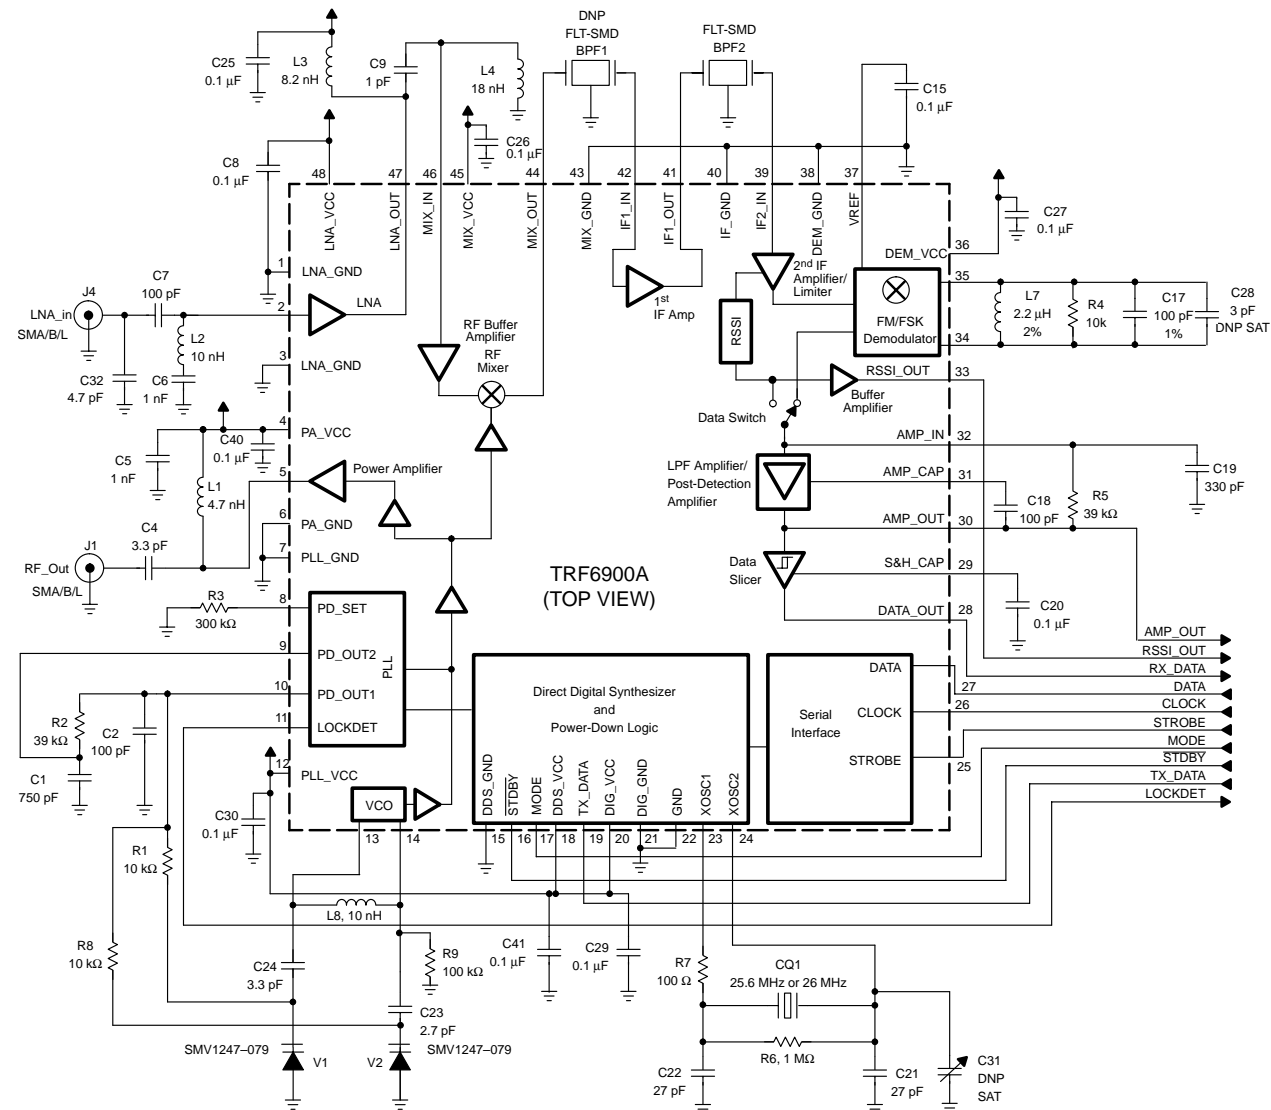 DNP
FLT-SMD
BPF1
FLT-SMD
BPF2
C25
0.1 µF
L3
8.2 nH
C9
1 pF
L4
18 nH
C15
0.1 µF
C8
0.1 µF
C26
0.1 µF
48
47
46
45
44
43
42
41
40
39
38
37
LNA_VCC
LNA_OUT
MIX_IN
MIX_VCC
MIX_OUT
MIX_GND
IF1_IN
IF1_OUT
IF_GND
IF2_IN
DEM_GND
VREF
C27
0.1 µF
36
DEM_VCC
1
LNA_GND
2nd IF
Amplifier/
Limiter
35
C7
100 pF
J4
LNA_in
SMA/B/L
2
LNA
1st
IF Amp
RSSI
FM/FSK
Demodulator
L7
2.2 µH
2%
R4
10k
C17
100 pF
1%
C28
3 pF
DNP SAT
L2
10 nH
RF Buffer
Amplifier
RF
Mixer
34
3
LNA_GND
C32
4.7 pF
C6
1 nF
RSSI_OUT
33
Buffer
Amplifier
Data Switch
4
PA_VCC
C40
0.1 µF
AMP_IN
32
C5
1 nF
5
Power Amplifier
LPF Amplifier/
Post-Detection
Amplifier
AMP_CAP
31
C19
330 pF
L1
4.7 nH
C18
100 pF
R5
39 kΩ
6
PA_GND
AMP_OUT
30
C4
3.3 pF
J1
RF_Out
SMA/B/L
7
PLL_GND
Data
Slicer
S&H_CAP
29
TRF6900A
(TOP VIEW)
R3
300 kΩ
8
PD_SET
C20
0.1 µF
DATA_OUT
28
AMP_OUT
RSSI_OUT
RX_DATA
DATA
CLOCK
STROBE
MODE
STDBY
TX_DATA
LOCKDET
9
PD_OUT2
PLL
10
PD_OUT1
11
LOCKDET
Direct Digital Synthesizer
and
Power-Down Logic
Serial
Interface
DATA
27
CLOCK
26
STROBE
25
R2
39 kΩ
C2
100 pF
C1
750 pF
12
PLL_VCC
VCO
C30
0.1 µF
DDS_GND
STDBY
MODE
DDS_VCC
TX_DATA
DIG_VCC
DIG_GND
GND
XOSC1
XOSC2
13
14
15
16
17
18
19
20
21
22
23
24
R1
10 kΩ
L8, 10 nH
R8
10 kΩ
C24
3.3 pF
R9
100 kΩ
C41
0.1 µF
C29
0.1 µF
R7
100 Ω
CQ1
25.6 MHz or 26 MHz
C23
2.7 pF
SMV1247–079
V1
V2
SMV1247–079
R6, 1 MΩ
C22
27 pF
C21
27 pF
C31
DNP
SAT